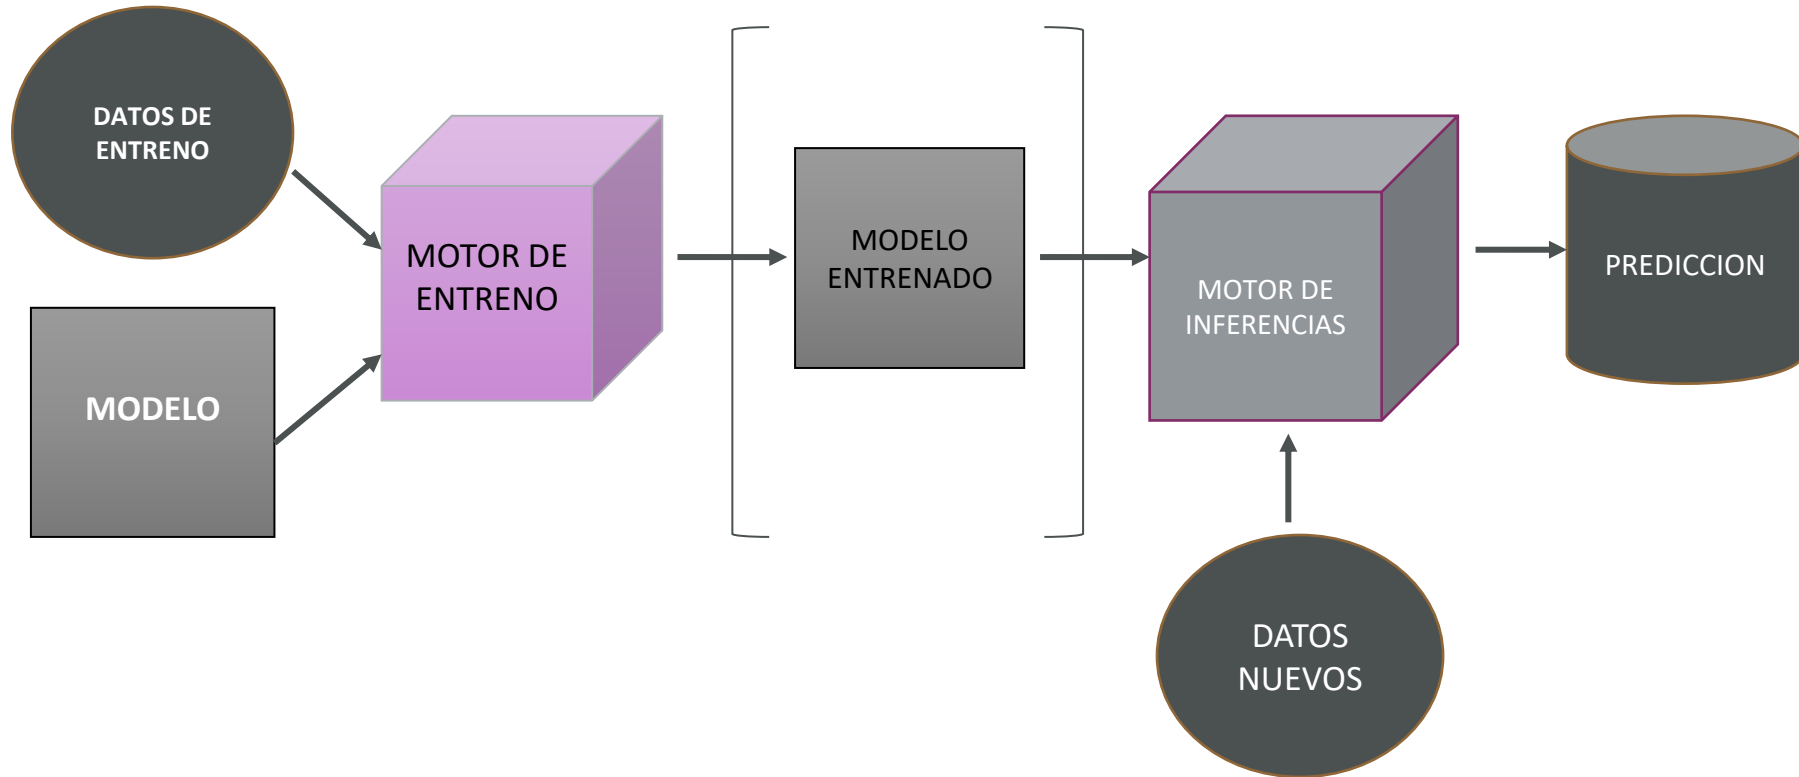 DATOS DE
ENTRENO
MODELO
MOTOR DE
ENTRENO
MODELO
ENTRENADO
MOTOR DE
INFERENCIAS
PREDICCION
DATOS
NUEVOS